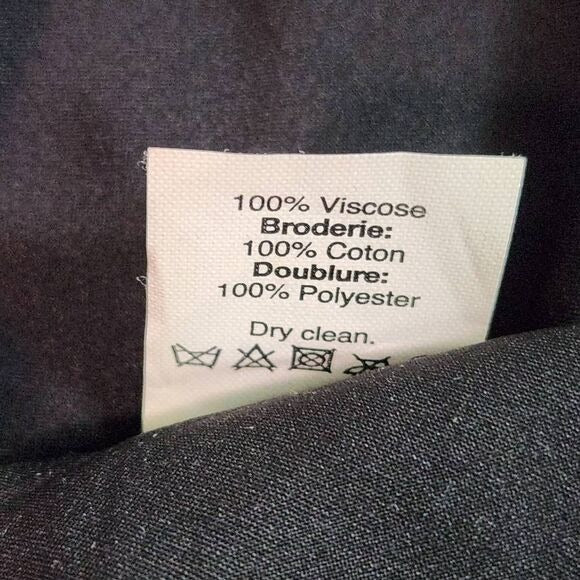 100% Viscose
Broderie:
100% Coton
Doublure:
100% Polyester
Dry clean.